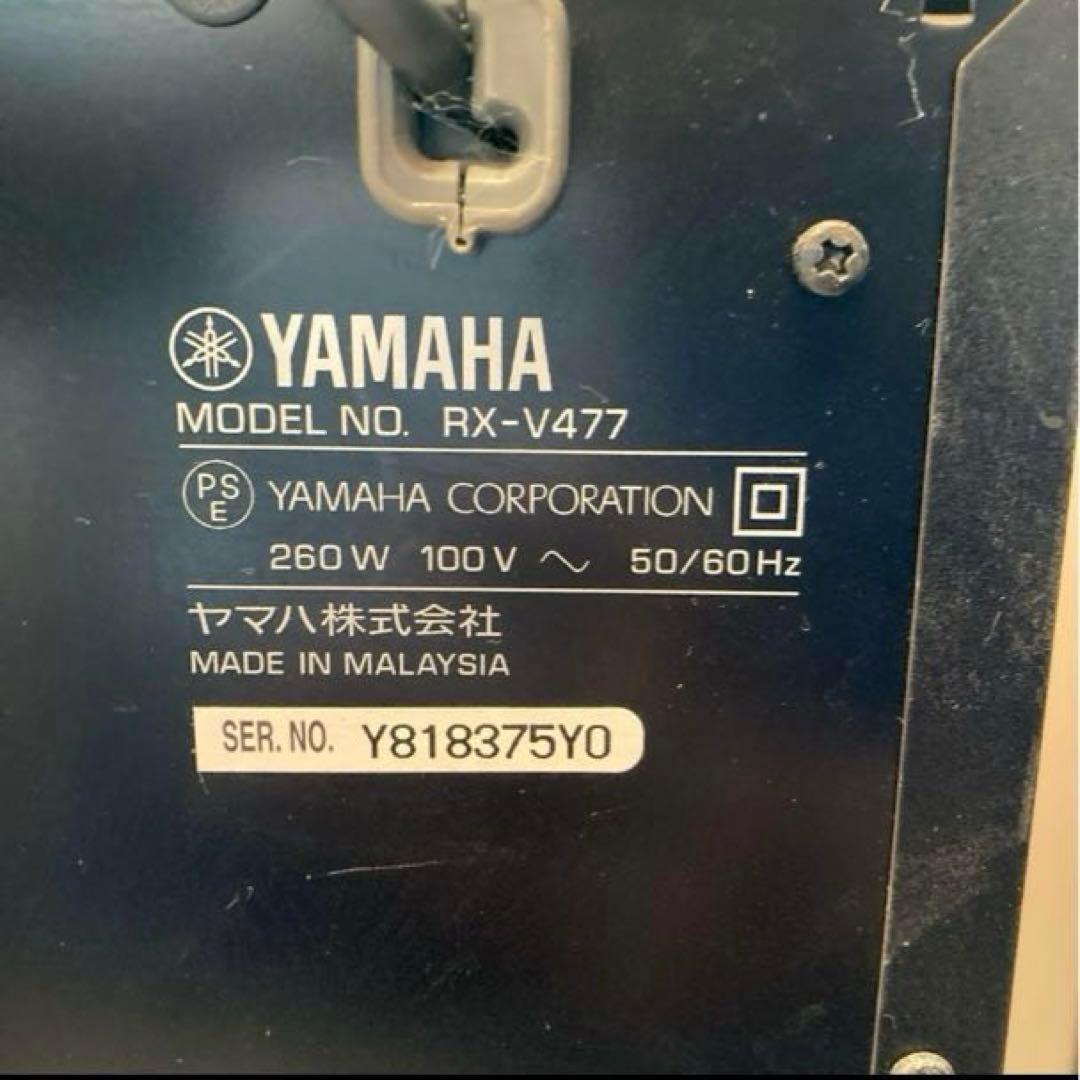 YAMAHA
MODEL NO. RX-V477
PSE YAMAHA CORPORATION
260W 100V ~ 50/60Hz
ヤマハ株式会社
MADE IN MALAYSIA
SER. NO. Y818375Y0